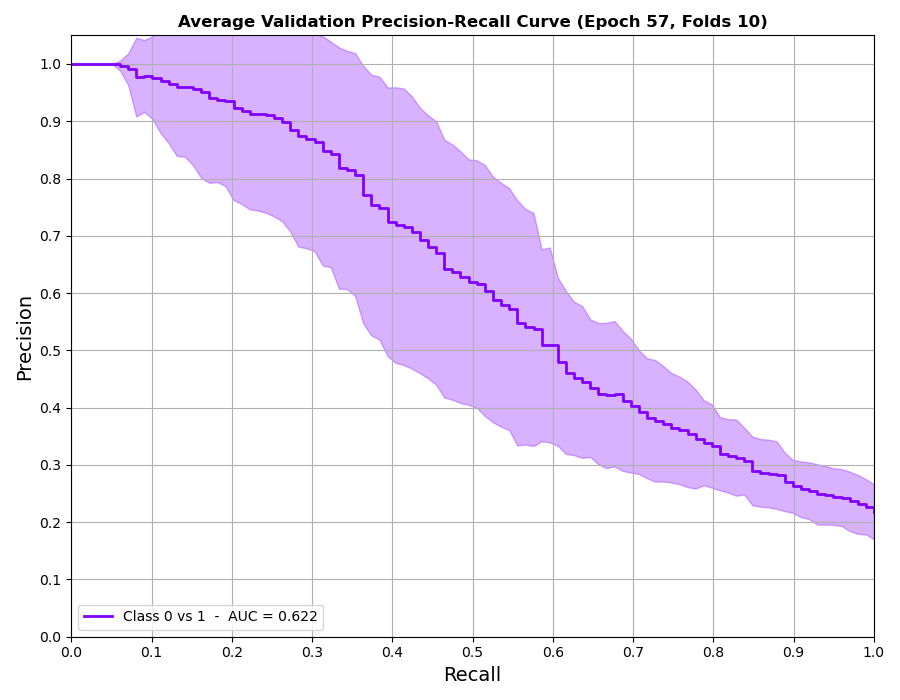 Average Validation Precision-Recall Curve (Epoch 57, Folds 10)
Precision
1.0
0.9
0.8
0.7
0.6
0.5
0.4
0.3
0.2
0.1
0.0
Class 0 vs 1 - AUC = 0.622
0.0 0.1 0.2 0.3 0.4 0.5 0.6 0.7 0.8 0.9 1.0
Recall